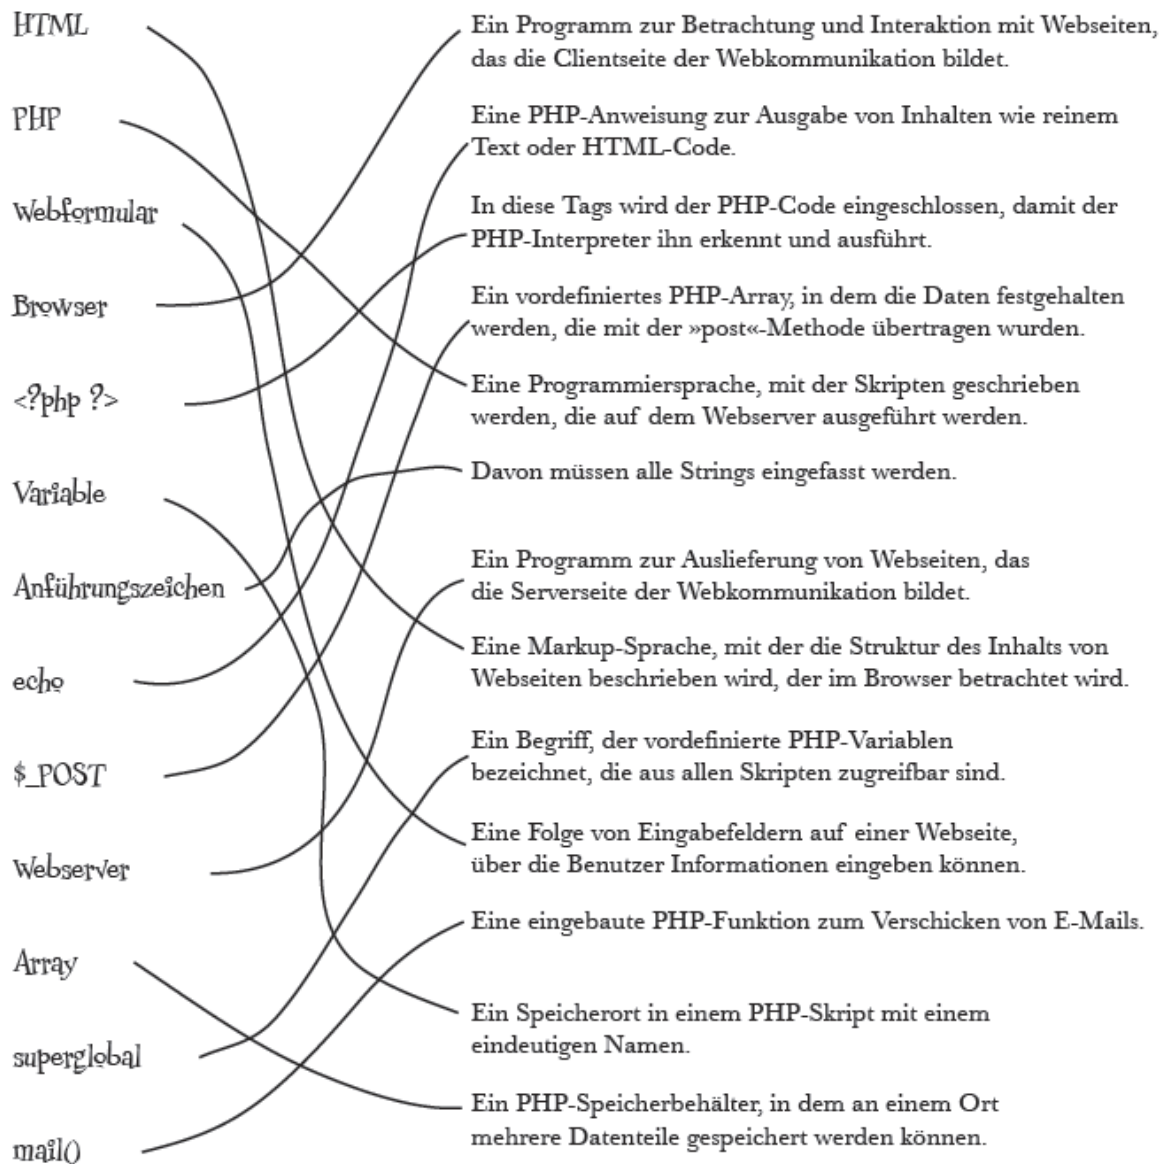 HTML
PHP
Webformular
Browser
<?php ?>
Variable
Anführungszeichen
echo
$_POST
Webserver
Array
superglobal
mail()
Ein Programm zur Betrachtung und Interaktion mit Webseiten,
das die Clientseite der Webkommunikation bildet.
Eine PHP-Anweisung zur Ausgabe von Inhalten wie reinem
Text oder HTML-Code.
In diese Tags wird der PHP-Code eingeschlossen, damit der
PHP-Interpreter ihn erkennt und ausführt.
Ein vordefiniertes PHP-Array, in dem die Daten festgehalten
werden, die mit der »post«-Methode übertragen wurden.
Eine Programmiersprache, mit der Skripten geschrieben
werden, die auf dem Webserver ausgeführt werden.
Davon müssen alle Strings eingefasst werden.
Ein Programm zur Auslieferung von Webseiten, das
die Serverseite der Webkommunikation bildet.
Eine Markup-Sprache, mit der die Struktur des Inhalts von
Webseiten beschrieben wird, der im Browser betrachtet wird.
Ein Begriff, der vordefinierte PHP-Variablen
bezeichnet, die aus allen Skripten zugreifbar sind.
Eine Folge von Eingabefeldern auf einer Webseite,
über die Benutzer Informationen eingeben können.
Eine eingebaute PHP-Funktion zum Verschicken von E-Mails.
Ein Speicherort in einem PHP-Skript mit einem
eindeutigen Namen.
Ein PHP-Speicherbehälter, in dem an einem Ort
mehrere Datenteile gespeichert werden können.